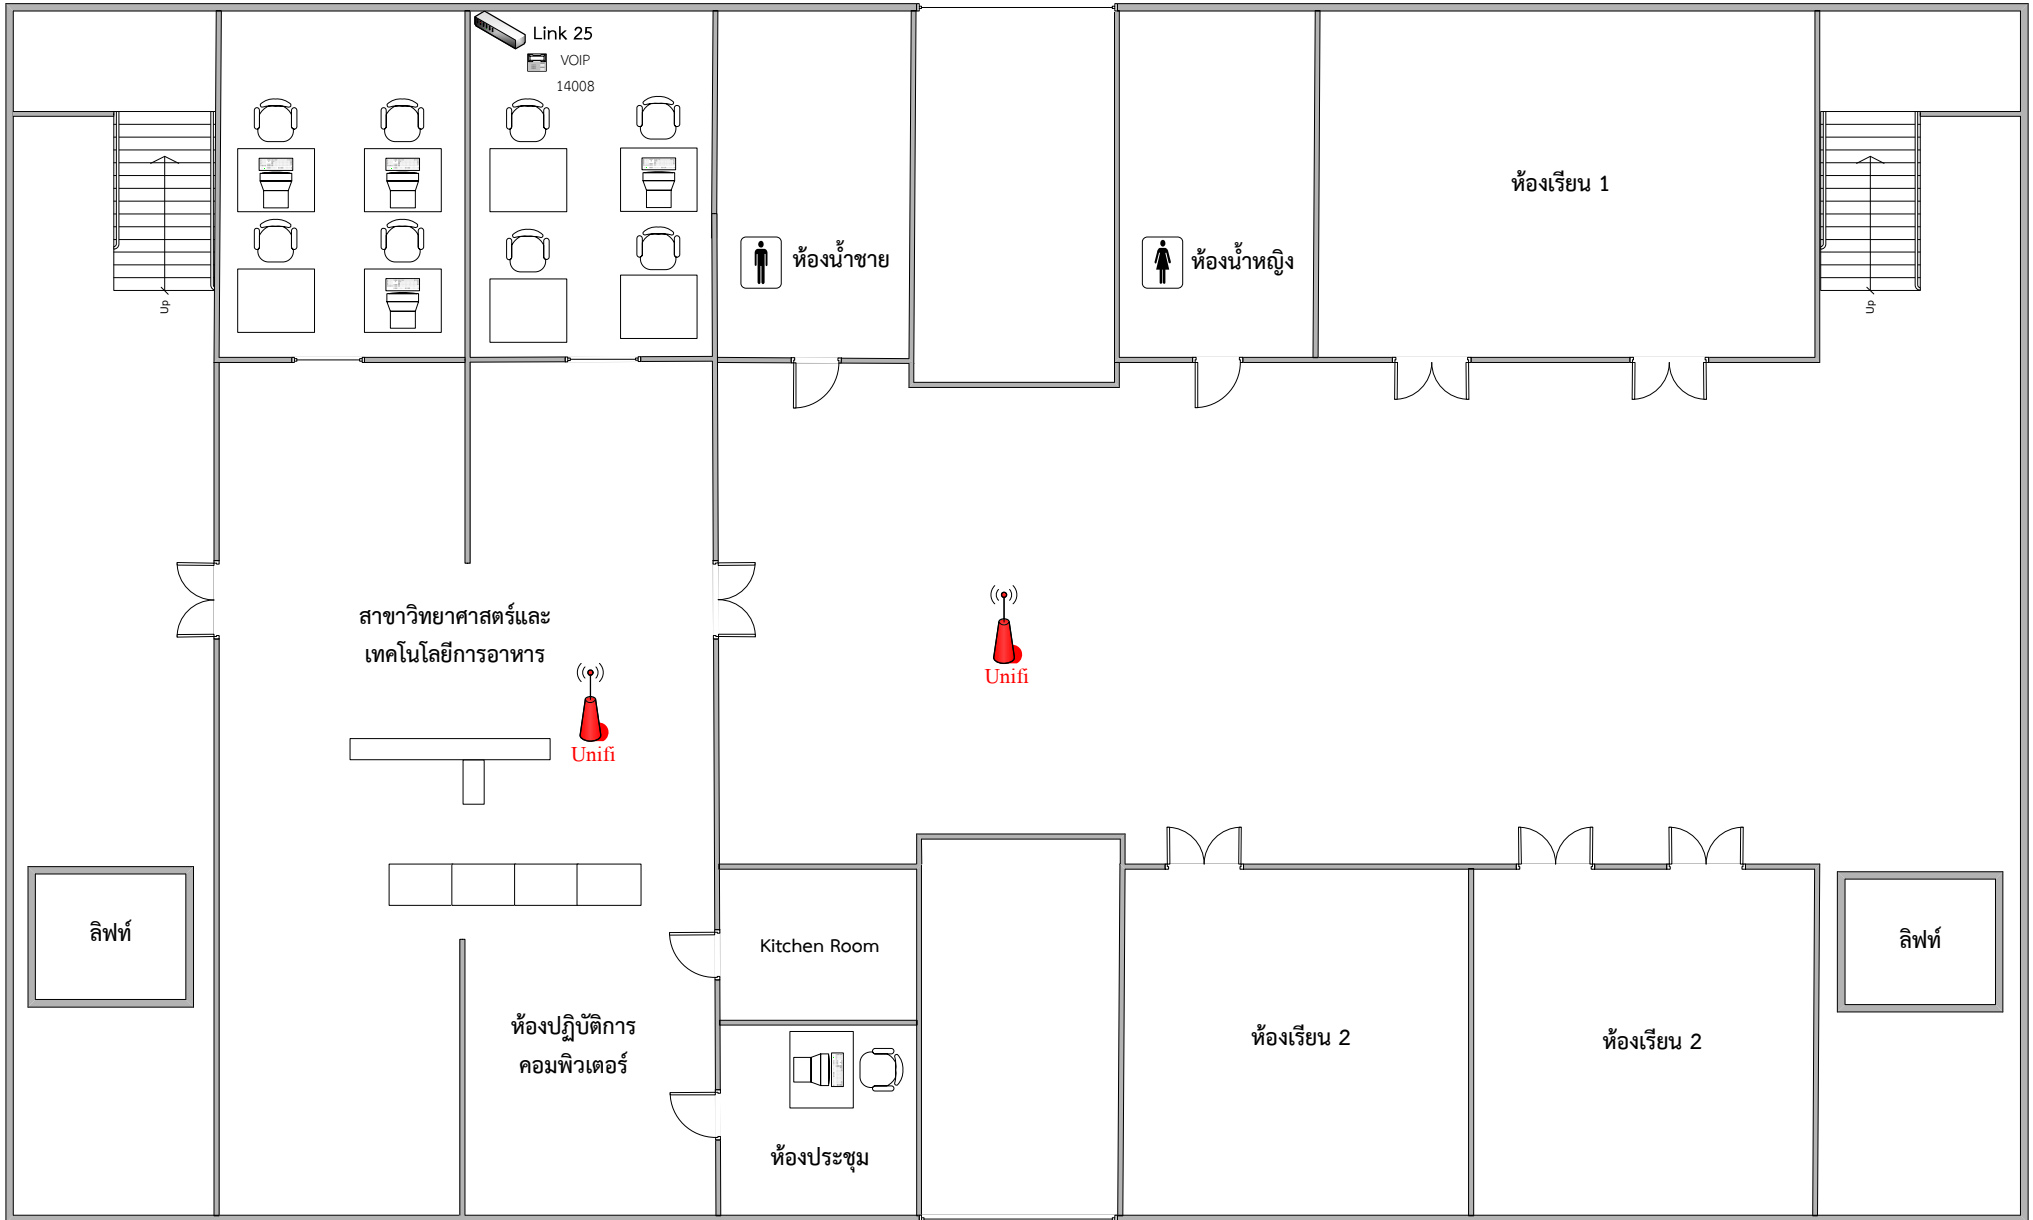 Link 25
VOIP
14008
ห้องเรียน 1
ห้องน้ำชาย
ห้องน้ำหญิง
Up
Up
สาขาวิทยาศาสตร์และ
เทคโนโลยีการอาหาร
Unifi
Unifi
ลิฟท์
Kitchen Room
ลิฟท์
ห้องปฏิบัติการ
คอมพิวเตอร์
ห้องเรียน 2
ห้องเรียน 2
ห้องประชุม